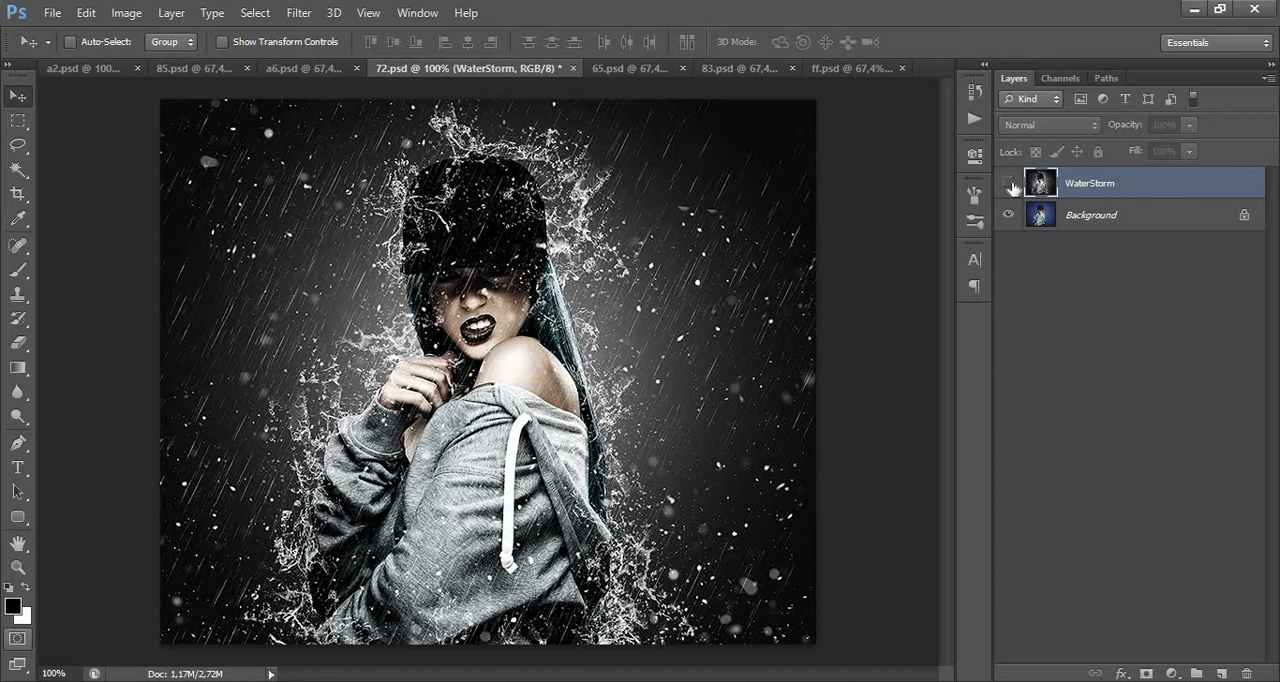 Ps File Edit Image Layer Type Select Filter 3D View Window Help
Auto-Select: Group Show Transform Controls 3D Mode: Essentials
a2.psd @ 100... × 85.psd @ 67,4... × a6.psd @ 67,4... × 72.psd @ 100% (WaterStorm, RGB/8) * × 65.psd @ 67,4... × 83.psd @ 67,4... × ff.psd @ 67,4%... ×
Layers Channels Paths
Kind
Normal Opacity: 100%
Lock: Fill: 100%
WaterStorm
Background
100% Doc: 1,17M/2,72M